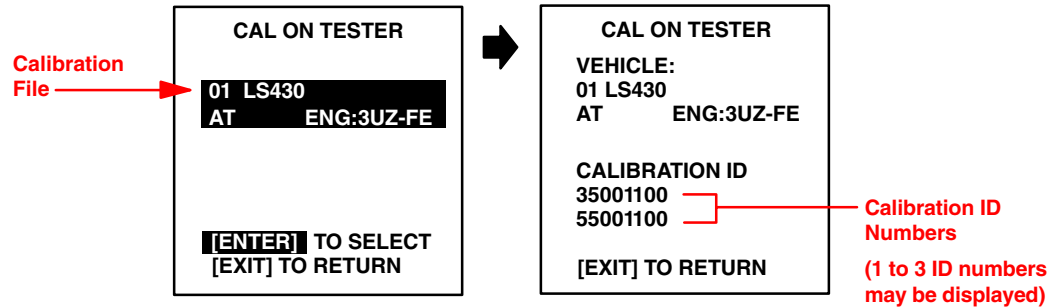 Calibration
File
CAL ON TESTER
01 LS430
AT ENG:3UZ-FE
[ENTER] TO SELECT
[EXIT] TO RETURN
CAL ON TESTER
VEHICLE:
01 LS430
AT ENG:3UZ-FE
CALIBRATION ID
35001100
55001100
[EXIT] TO RETURN
Calibration ID
Numbers
(1 to 3 ID numbers
may be displayed)